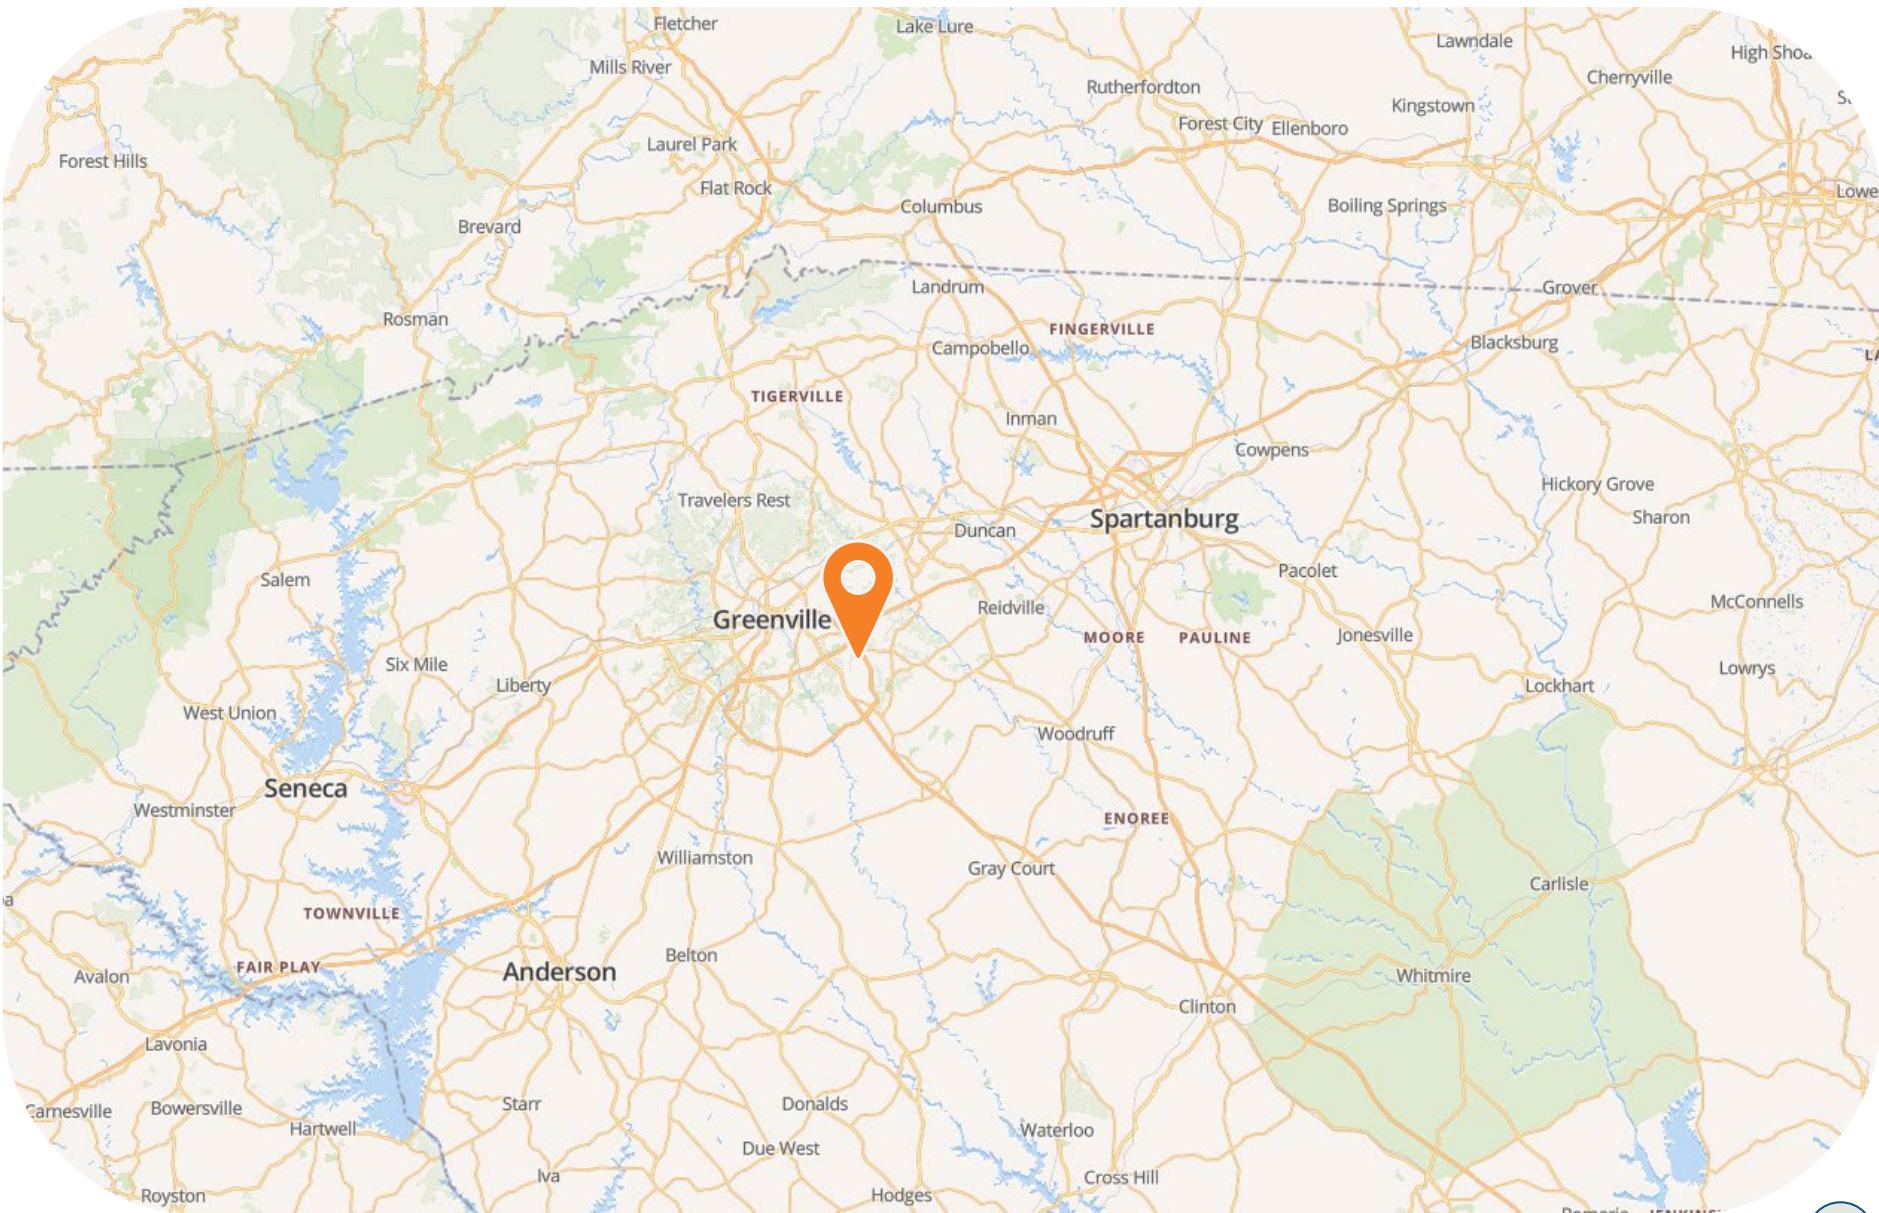 Fletcher
Lake Lure
Lawndale
High Shoa
Mills River
Cherryville
Rutherfordton
Kingstown
Forest City
Ellenboro
Laurel Park
Forest Hills
Flat Rock
Lowe
Columbus
Boiling Springs
Brevard
Landrum
Grover
Rosman
FINGERVILLE
Blacksburg
Campobello
TIGERVILLE
Inman
Cowpens
Hickory Grove
Travelers Rest
Sharon
Spartanburg
Duncan
Salem
Pacolet
McConnells
Reidville
Greenville
MOORE
PAULINE
Jonesville
Six Mile
Lowrys
Liberty
Lockhart
West Union
Woodruff
Seneca
Westminster
ENOREE
Williamston
Gray Court
Carlisle
TOWNVILLE
Belton
FAIR PLAY
Anderson
Avalon
Whitmire
Clinton
Lavonia
Starr
Donalds
Carnesville
Bowersville
Hartwell
Waterloo
Due West
Iva
Cross Hill
Royston
Hodges